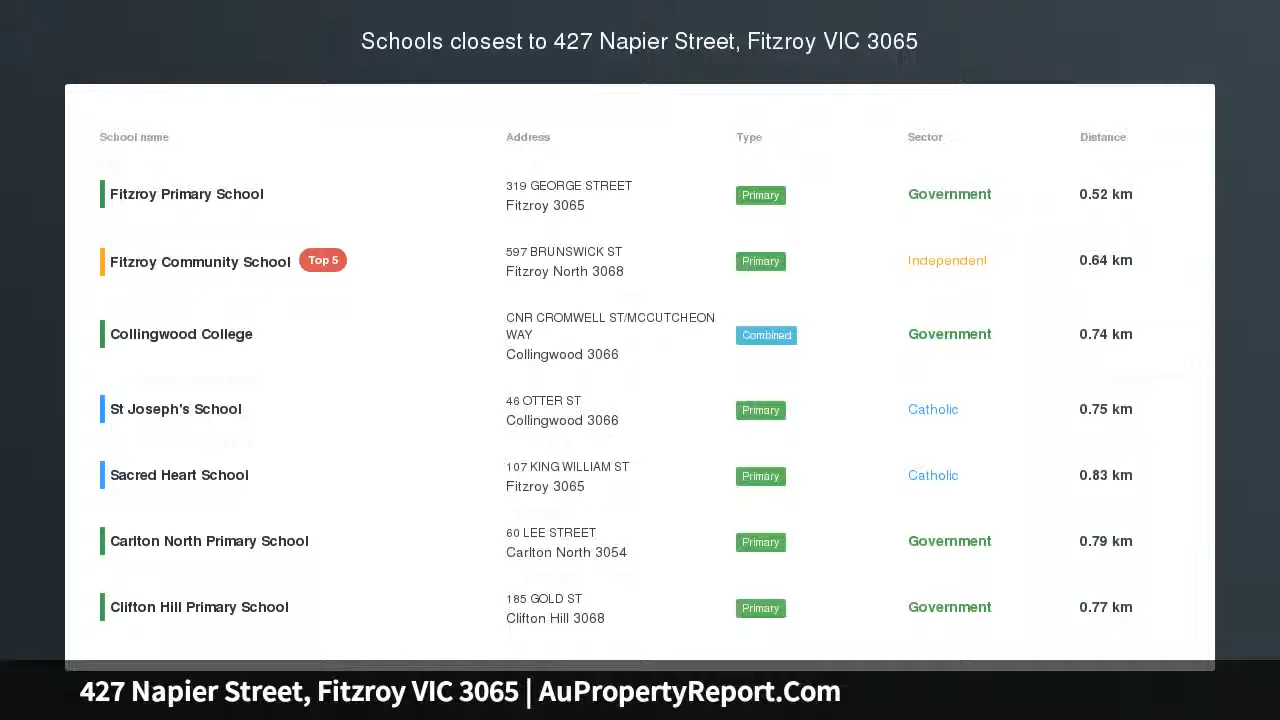 Schools closest to 427 Napier Street, Fitzroy VIC 3065
School name Address Type Sector Distance
Fitzroy Primary School 319 GEORGE STREET Primary Government 0.52 km
Fitzroy 3065
Fitzroy Community School Top 5 597 BRUNSWICK ST Primary Independent 0.64 km
Fitzroy North 3068
Collingwood College CNR CROMWELL ST/MCCUTCHEON Combined Government 0.74 km
WAY
Collingwood 3066
St Joseph's School 46 OTTER ST Primary Catholic 0.75 km
Collingwood 3066
Sacred Heart School 107 KING WILLIAM ST Primary Catholic 0.83 km
Fitzroy 3065
Carlton North Primary School 60 LEE STREET Primary Government 0.79 km
Carlton North 3054
Clifton Hill Primary School 185 GOLD ST Primary Government 0.77 km
Clifton Hill 3068
427 Napier Street, Fitzroy VIC 3065 | AuPropertyReport.Com